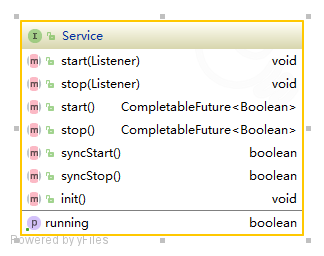 I Service
m start(Listener) void
m stop(Listener) void
m start() CompletableFuture<Boolean>
m stop() CompletableFuture<Boolean>
m syncStart() boolean
m syncStop() boolean
m init() void
p running boolean
Powered by yFiles